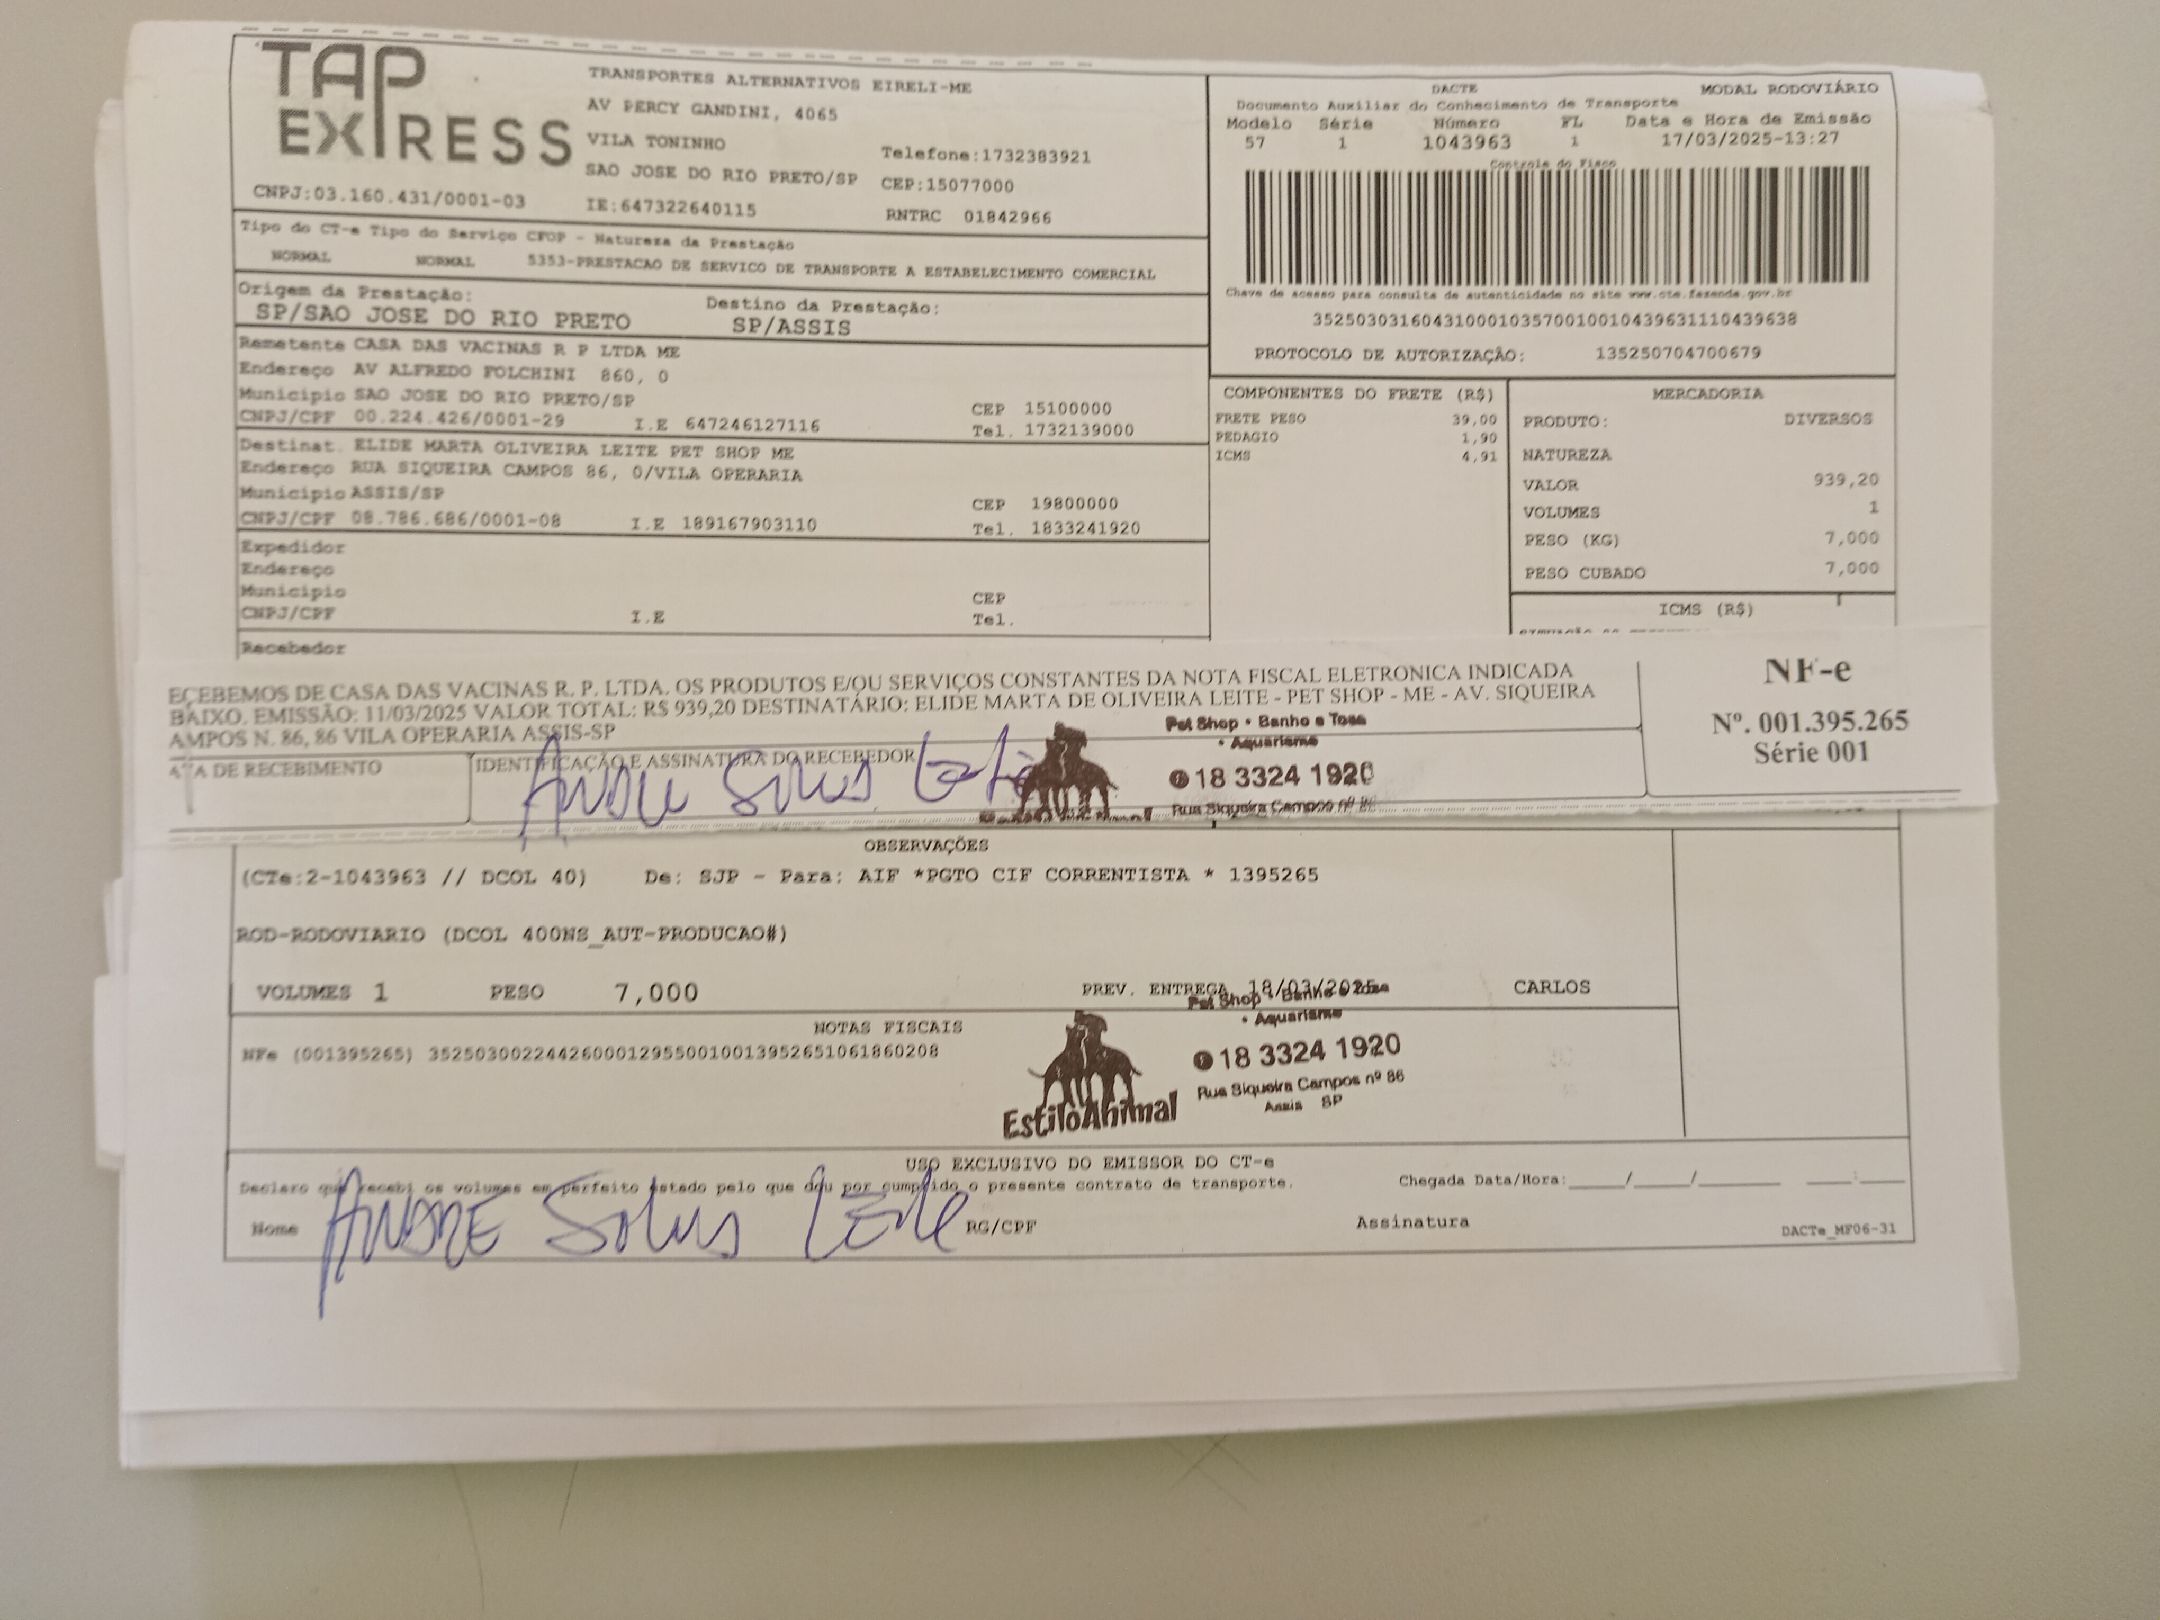 TAP
EXPRESS
CNPJ:03.160.431/0001-03
TRANSPORTES ALTERNATIVOS EIRELI-ME
AV PERCY GANDINI, 4065
VILA TONINHO
Telefone:1732383921
SAO JOSE DO RIO PRETO/SP CEP:15077000
IE:647322640115 RNTRC 01842966
DACTE MODAL RODOVIÁRIO
Documento Auxiliar do Conhecimento de Transporte
Modelo Série Número FL Data e Hora de Emissão
57 1 1043963 1 17/03/2025-13:27
Controle do Fisco
Chave de acesso para consulta de autenticidade no site www.cte.fazenda.gov.br
35250303160431000103570010010439631110439638
PROTOCOLO DE AUTORIZAÇÃO: 135250704700679
Tipo do CT-e Tipo do Serviço CFOP - Natureza da Prestação
NORMAL NORMAL 5353-PRESTACAO DE SERVICO DE TRANSPORTE A ESTABELECIMENTO COMERCIAL
Origem da Prestação: Destino da Prestação:
SP/SAO JOSE DO RIO PRETO SP/ASSIS
Remetente CASA DAS VACINAS R P LTDA ME
Endereço AV ALFREDO FOLCHINI 860, 0
Municipio SAO JOSE DO RIO PRETO/SP CEP 15100000
CNPJ/CPF 00.224.426/0001-29 I.E 647246127116 Tel. 1732139000
Destinat. ELIDE MARTA OLIVEIRA LEITE PET SHOP ME
Endereço RUA SIQUEIRA CAMPOS 86, 0/VILA OPERARIA
Municipio ASSIS/SP CEP 19800000
CNPJ/CPF 08.786.686/0001-08 I.E 189167903110 Tel. 1833241920
Expedidor
Endereço
Municipio CEP
CNPJ/CPF I.E Tel.
Recebedor
COMPONENTES DO FRETE (R$)
FRETE PESO 39,00
PEDAGIO 1,90
ICMS 4,91
MERCADORIA
PRODUTO: DIVERSOS
NATUREZA
VALOR 939,20
VOLUMES 1
PESO (KG) 7,000
PESO CUBADO 7,000
ICMS (R$)
ECEBEMOS DE CASA DAS VACINAS R. P. LTDA. OS PRODUTOS E/OU SERVIÇOS CONSTANTES DA NOTA FISCAL ELETRONICA INDICADA
BAIXO. EMISSÃO: 11/03/2025 VALOR TOTAL: R$ 939,20 DESTINATÁRIO: ELIDE MARTA DE OLIVEIRA LEITE - PET SHOP - ME - AV. SIQUEIRA
AMPOS N. 86, 86 VILA OPERARIA ASSIS-SP
ATA DE RECEBIMENTO IDENTIFICAÇÃO E ASSINATURA DO RECEBEDOR
NF-e
Nº. 001.395.265
Série 001
Pet Shop • Banho e Tosa
• Aquarismo
18 3324 1920
Rua Siqueira Campos nº 86
OBSERVAÇÕES
(CTe:2-1043963 // DCOL 40) De: SJP - Para: AIF *PGTO CIF CORRENTISTA * 1395265
ROD-RODOVIARIO (DCOL 400NS_AUT-PRODUCAO#)
VOLUMES 1 PESO 7,000 PREV. ENTREGA 18/03/2025 CARLOS
NOTAS FISCAIS
NFe (001395265) 35250300224426000129550010013952651061860208
Pet Shop • Banho e Tosa
• Aquarismo
18 3324 1920
Rua Siqueira Campos nº 86
Assis SP
EstiloAnimal
USO EXCLUSIVO DO EMISSOR DO CT-e
Declaro que recebi os volumes em perfeito estado pelo que dou por cumprido o presente contrato de transporte. Chegada Data/Hora:_____/_____/_______ ____:____
Nome ANDRE Leite RG/CPF Assinatura DACTe_MF06-31